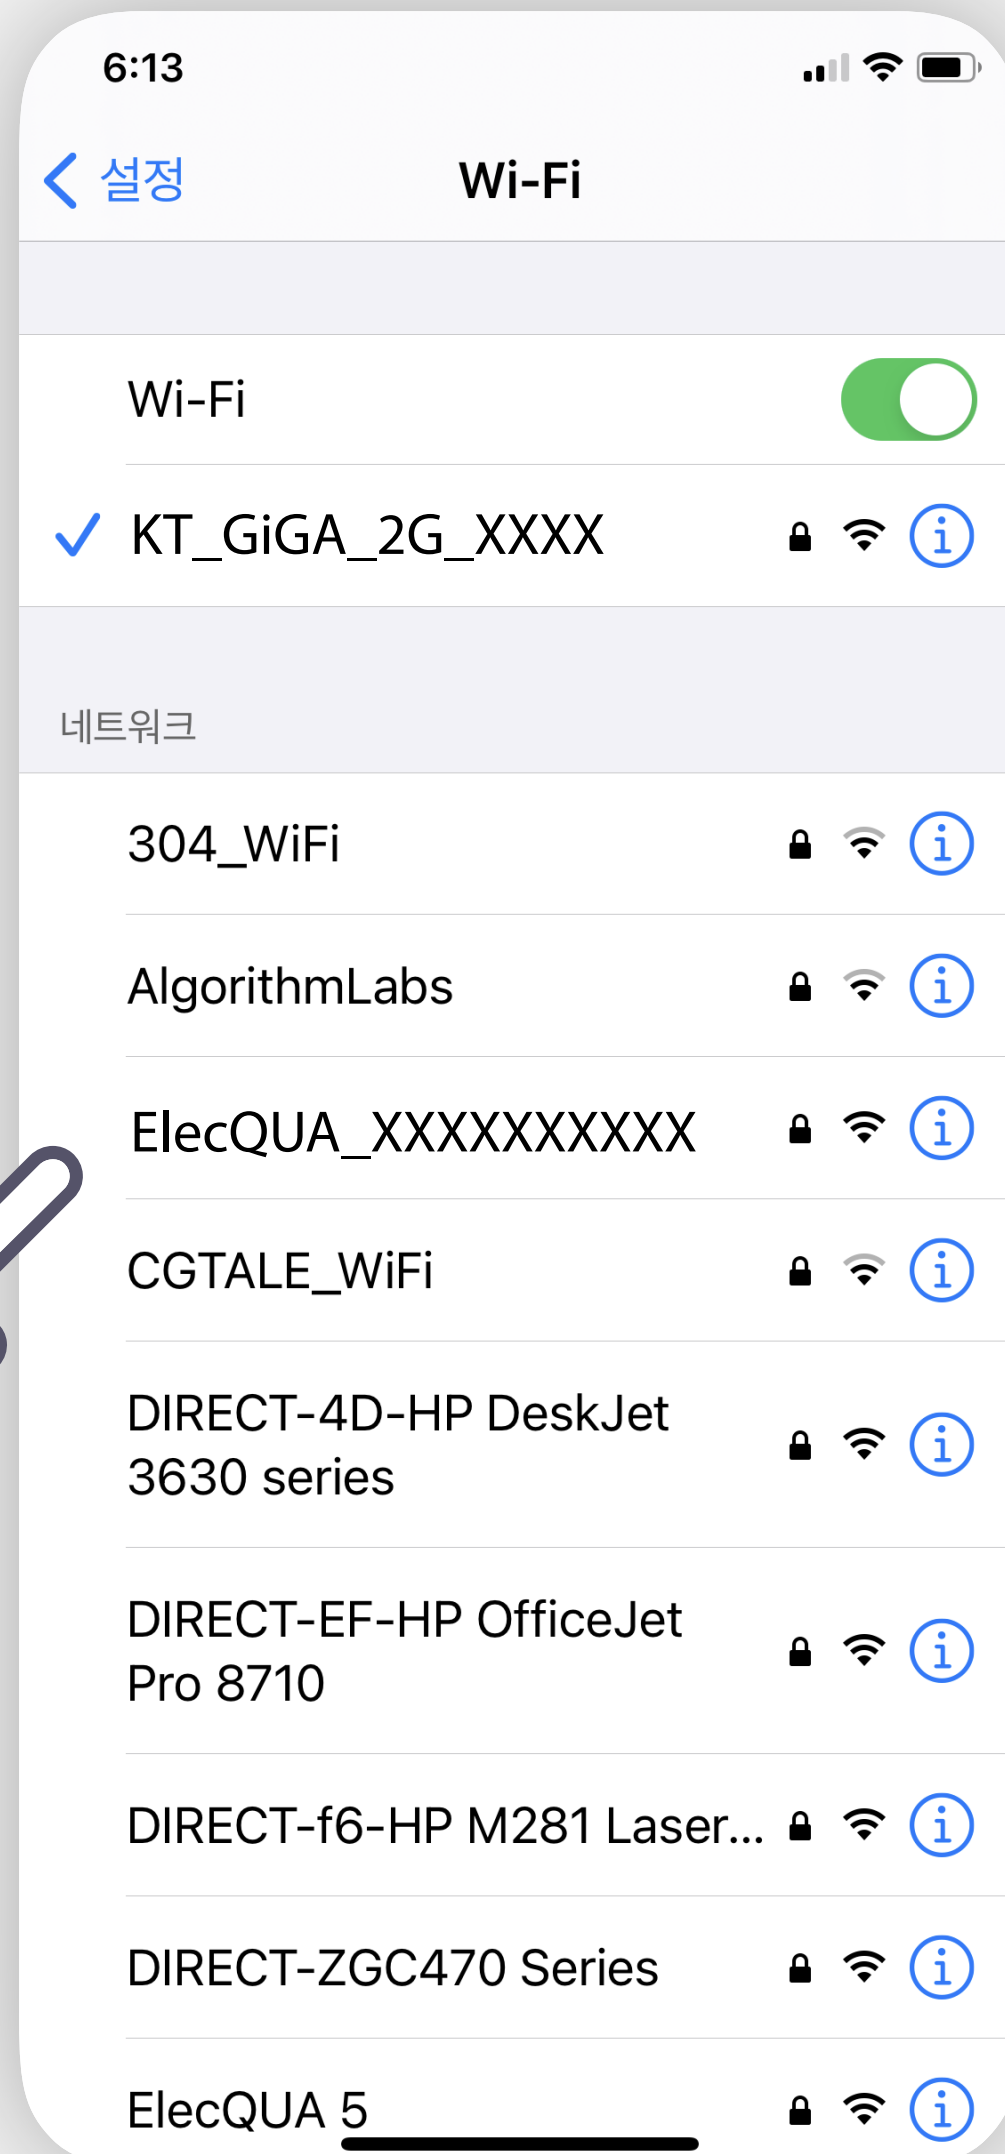 6:13
설정
Wi-Fi
Wi-Fi
KT_GiGA_2G_XXXX
네트워크
304_WiFi
AlgorithmLabs
ElecQUA_XXXXXXXXXX
CGTALE_WiFi
DIRECT-4D-HP DeskJet
3630 series
DIRECT-EF-HP OfficeJet
Pro 8710
DIRECT-f6-HP M281 Laser...
DIRECT-ZGC470 Series
ElecQUA 5